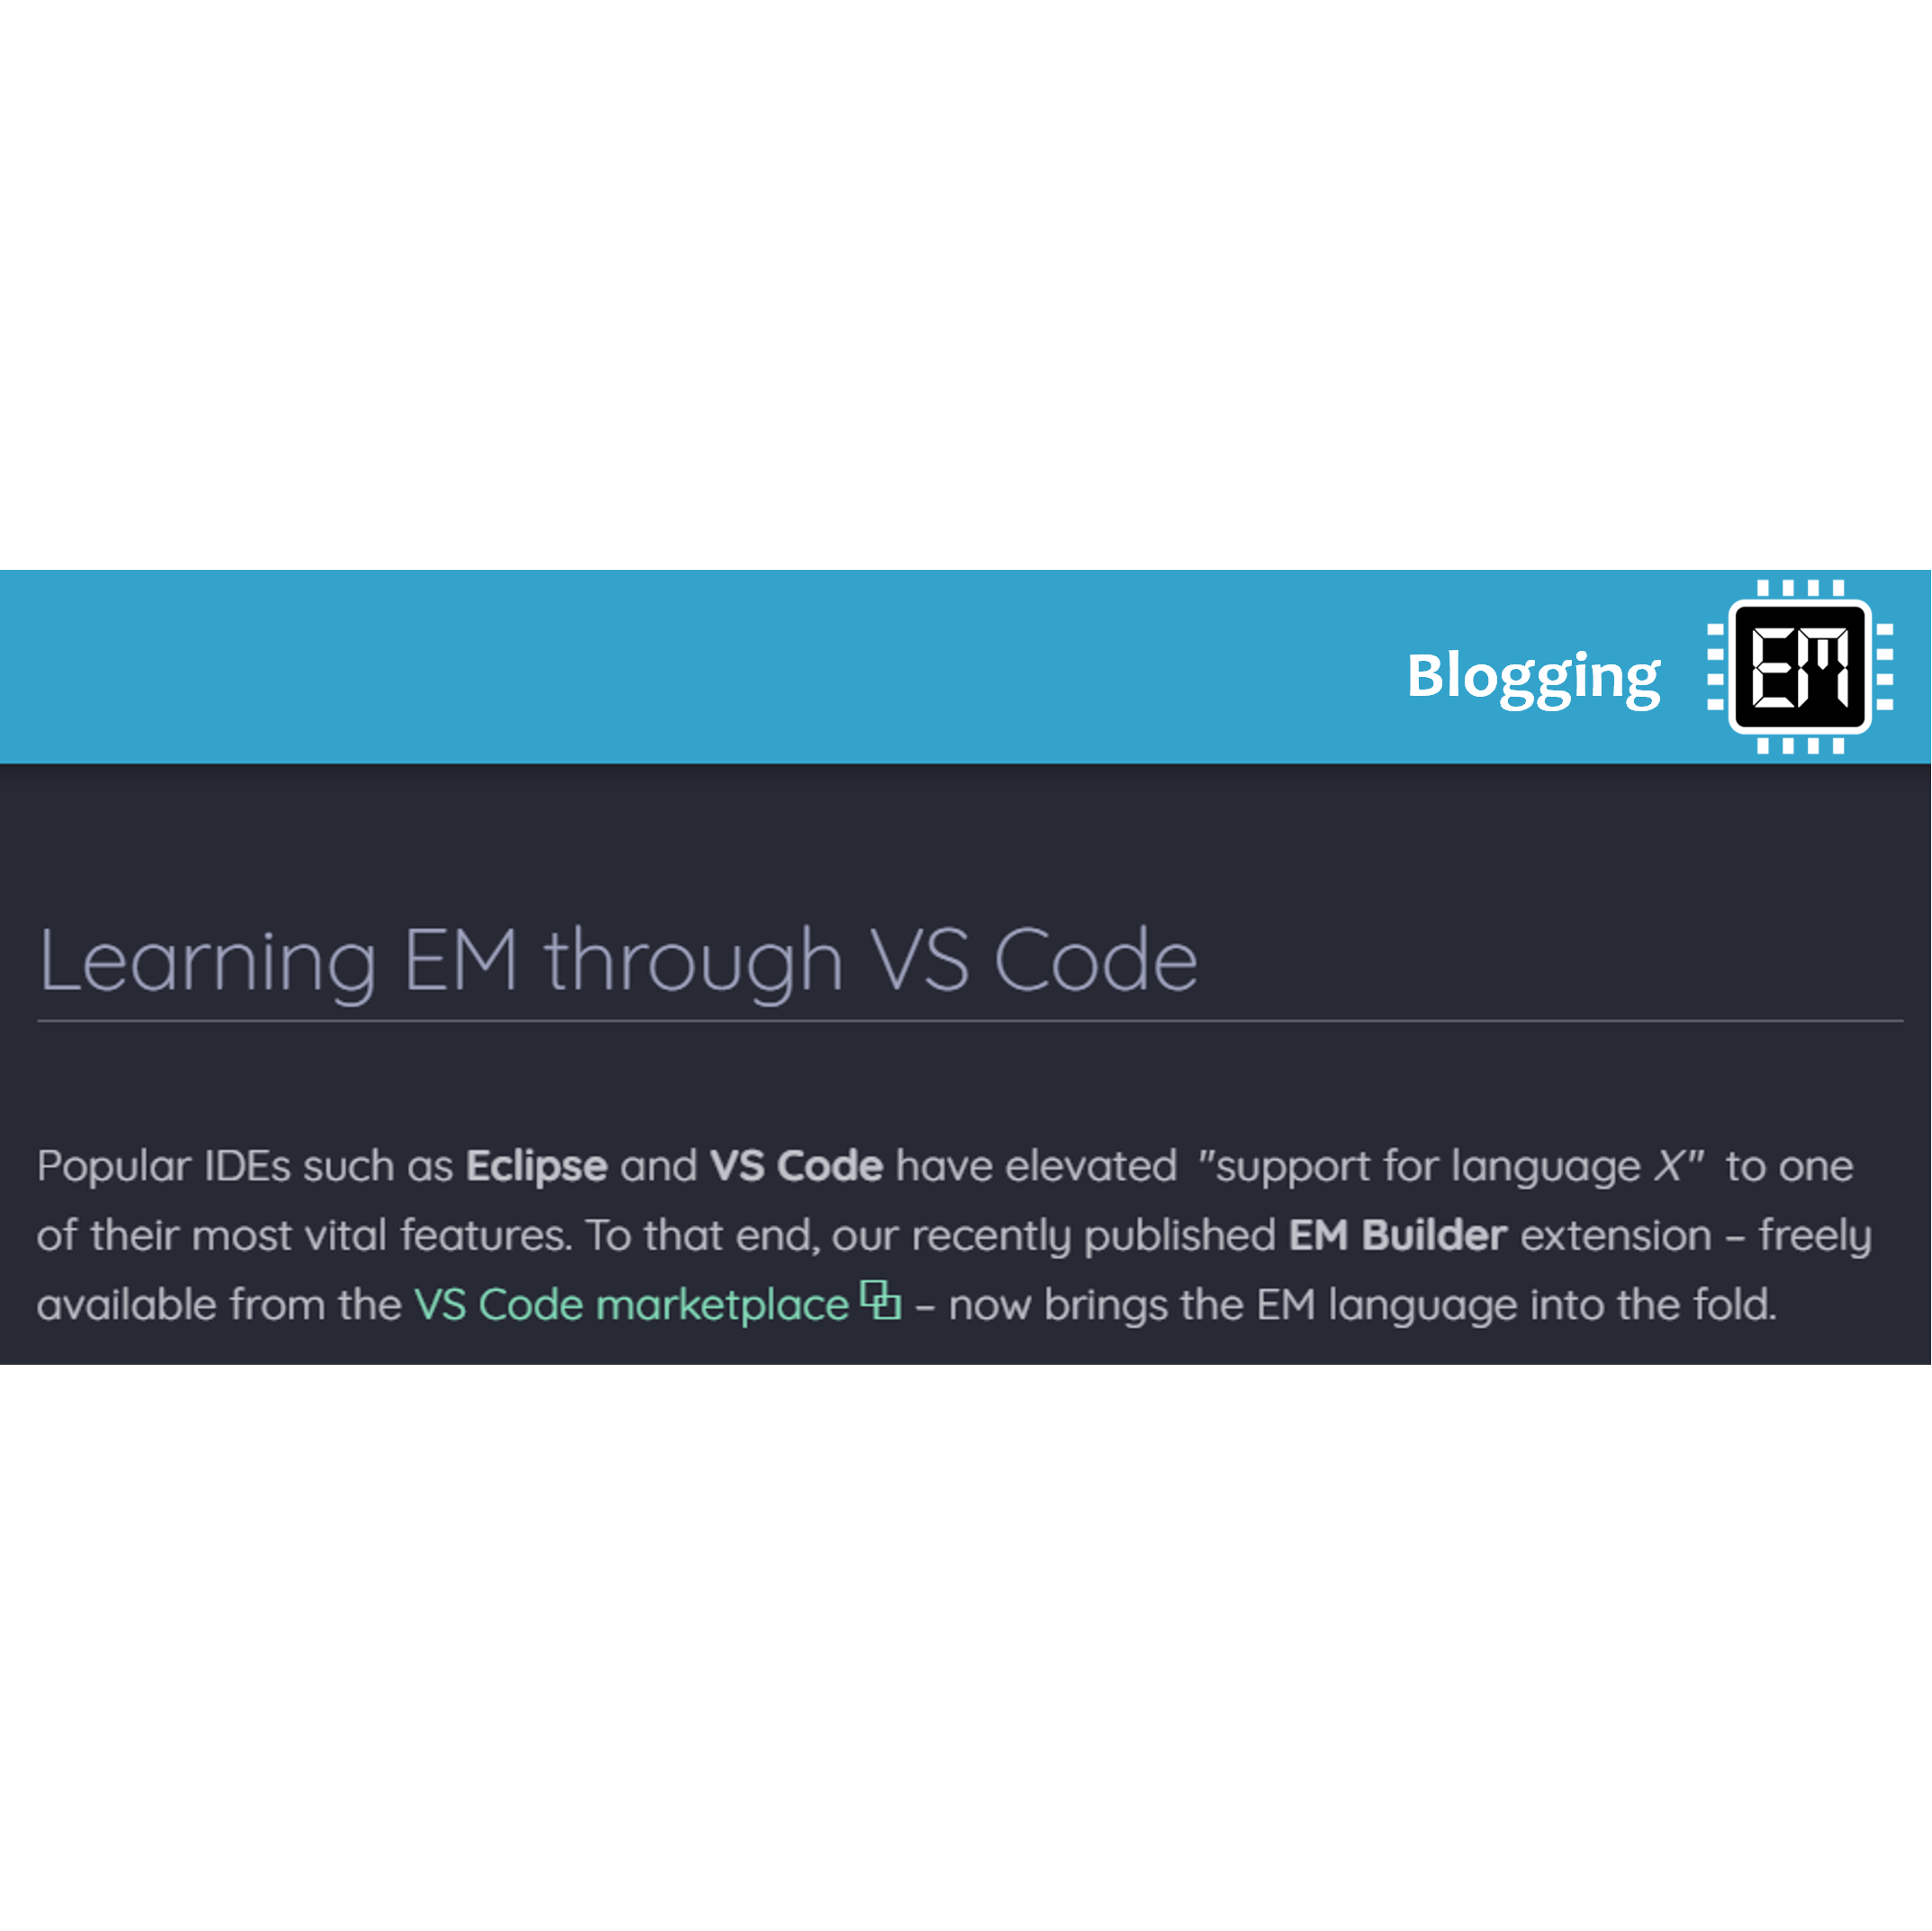 Blogging EM
Learning EM through VS Code
Popular IDEs such as Eclipse and VS Code have elevated "support for language X" to one
of their most vital features. To that end, our recently published EM Builder extension – freely
available from the VS Code marketplace – now brings the EM language into the fold.